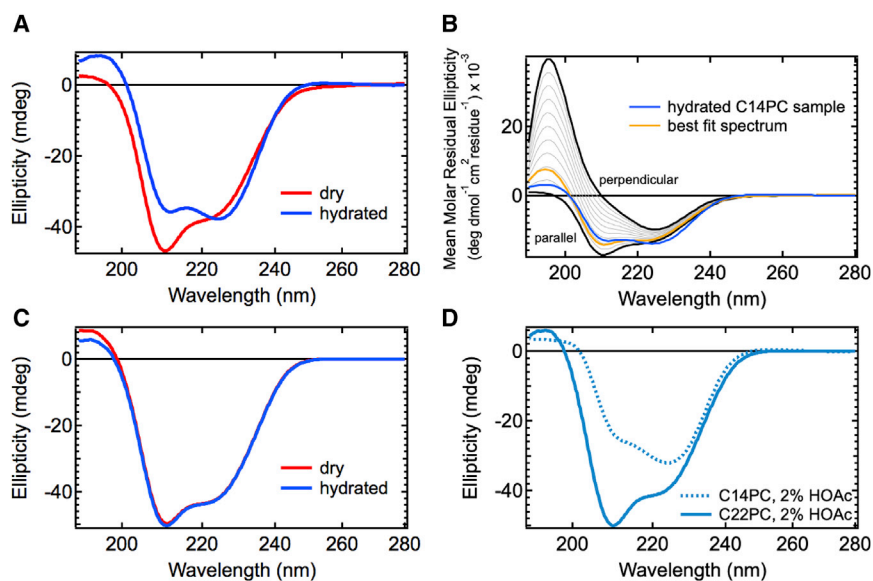 A
Ellipticity (mdeg)
0
-20
-40
dry
hydrated
200
220
240
260
280
Wavelength (nm)
B
Mean Molar Residual Ellipticity
(deg dmol⁻¹ cm² residue⁻¹) x 10⁻³
20
0
hydrated C14PC sample
best fit spectrum
perpendicular
parallel
200
220
240
260
280
Wavelength (nm)
C
Ellipticity (mdeg)
0
-20
-40
dry
hydrated
200
220
240
260
280
Wavelength (nm)
D
Ellipticity (mdeg)
0
-20
-40
C14PC, 2% HOAc
C22PC, 2% HOAc
200
220
240
260
280
Wavelength (nm)